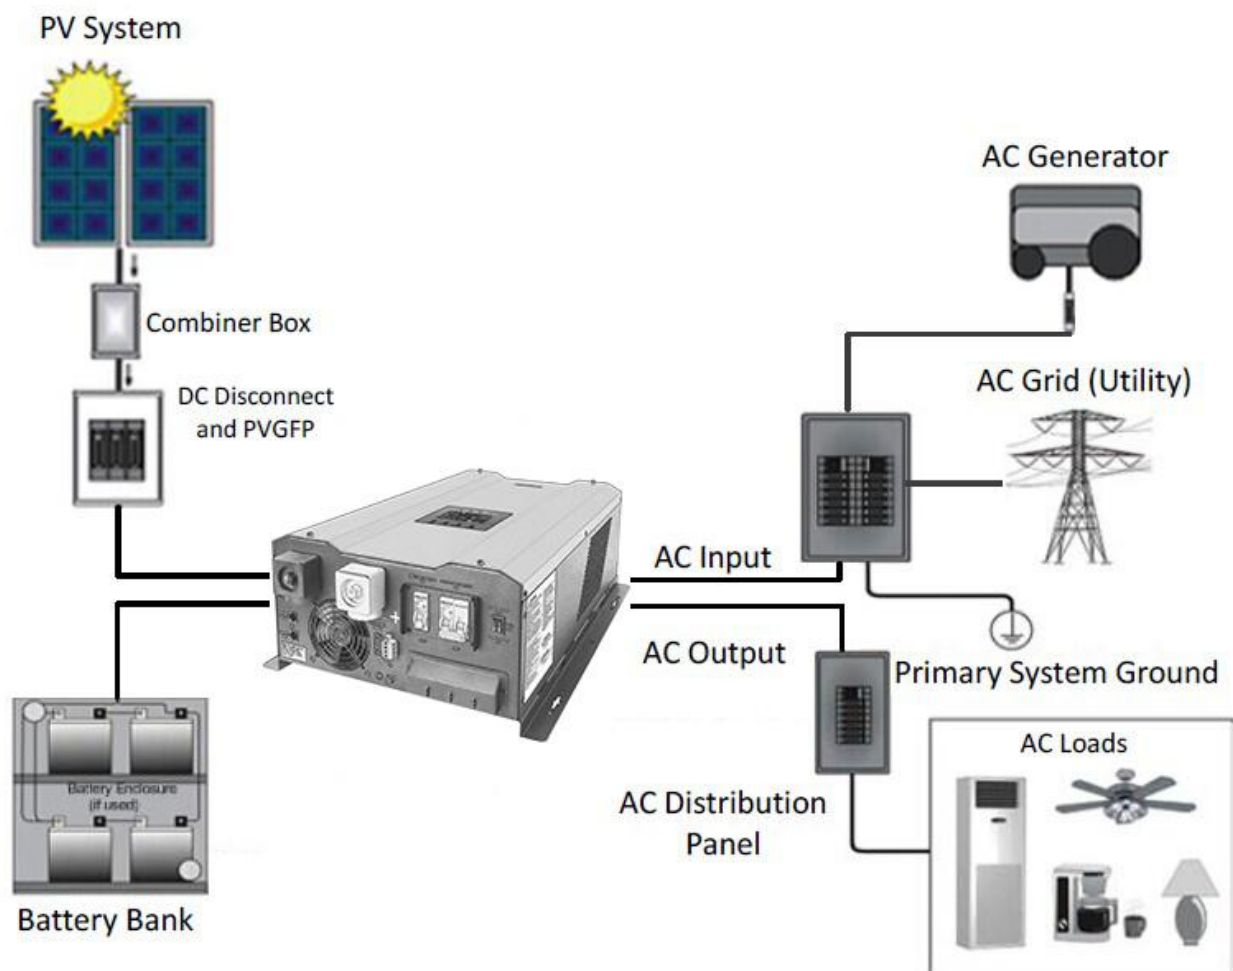 PV System
AC Generator
Combiner Box
DC Disconnect
and PVGFP
AC Grid (Utility)
AC Input
AC Output
Primary System Ground
Battery Enclosure
(if used)
AC Loads
AC Distribution
Panel
Battery Bank